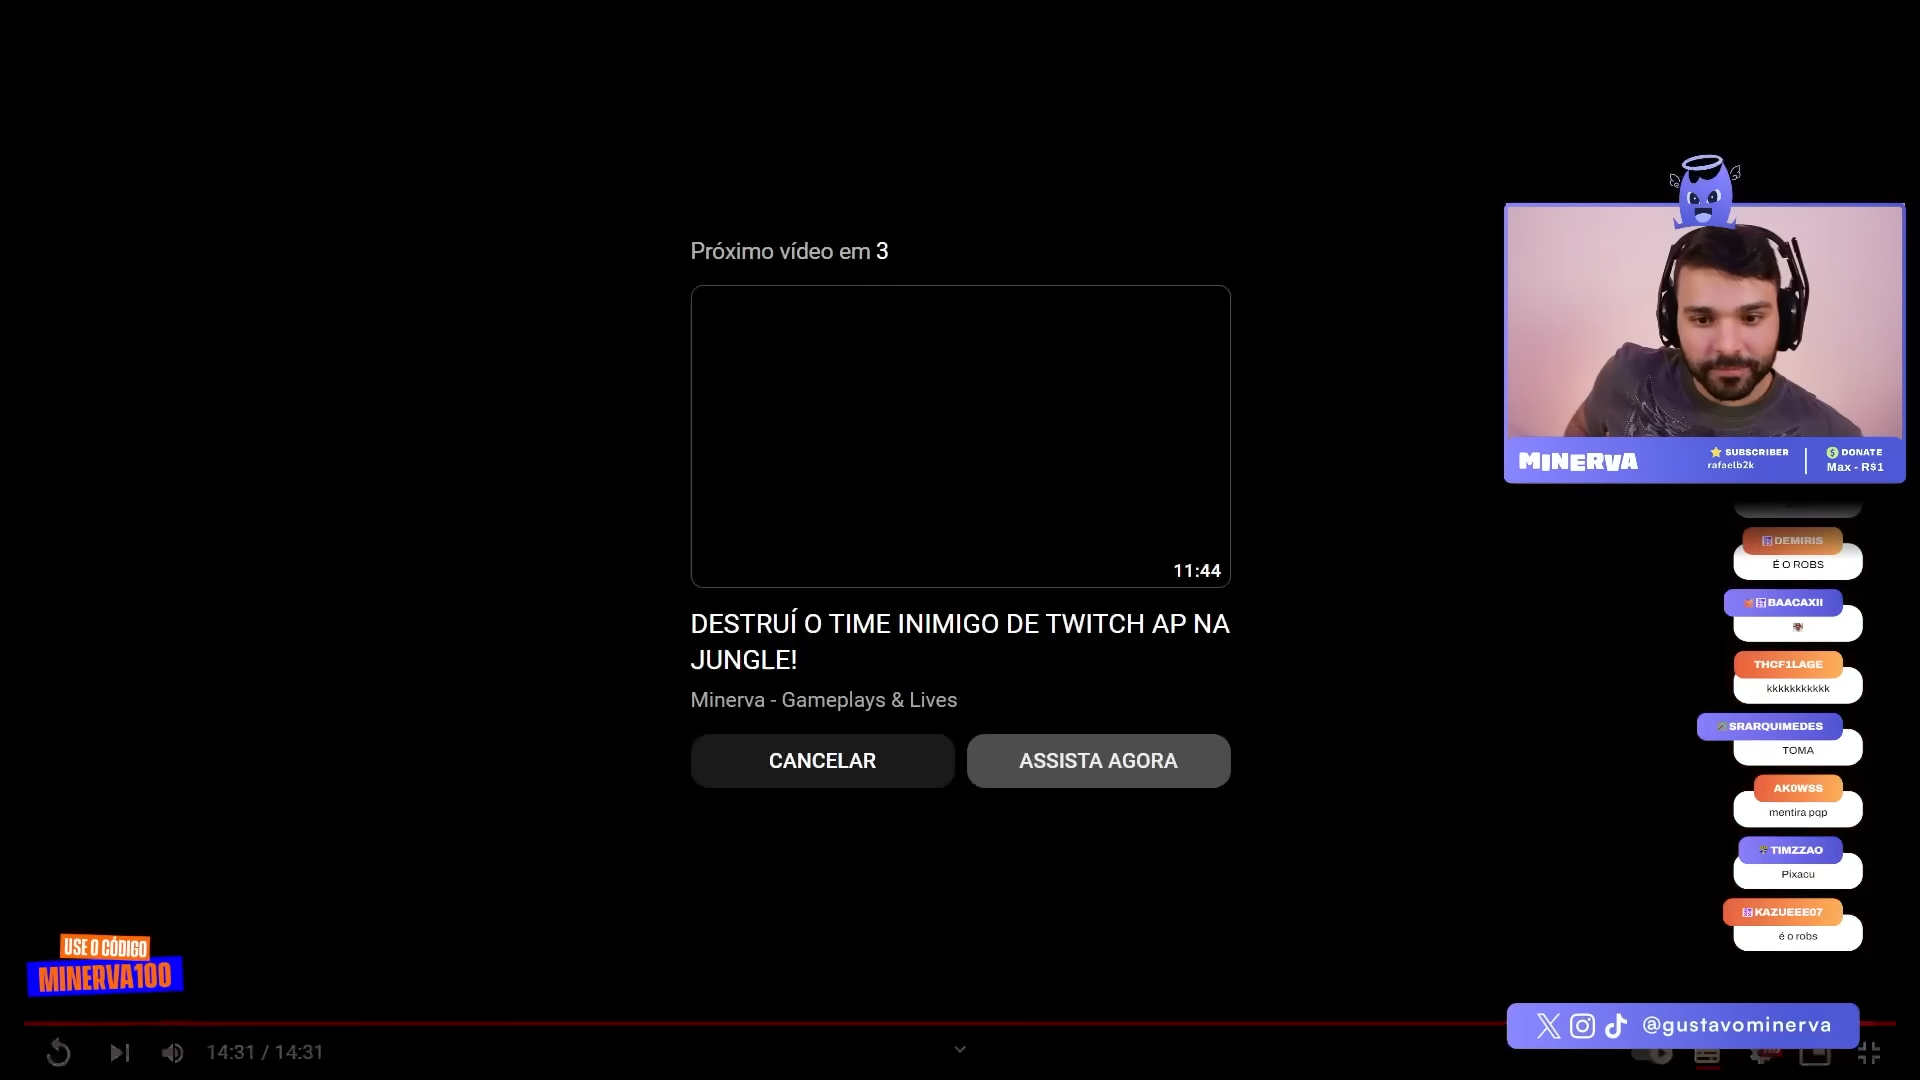 Próximo vídeo em 3
11:44
DESTRUÍ O TIME INIMIGO DE TWITCH AP NA
JUNGLE!
Minerva - Gameplays & Lives
CANCELAR
ASSISTA AGORA
MINERVA
SUBSCRIBER
rafaelb2k
DONATE
Max - R$1
DEMIRIS
É O ROBS
BAACAXII
THCF1LAGE
kkkkkkkkkkk
SRARQUIMEDES
TOMA
AK0WSS
mentira pqp
TIMZZAO
Pixacu
KAZUEEE07
é o robs
USE O CÓDIGO
MINERVA100
@gustavominerva
14:31 / 14:31